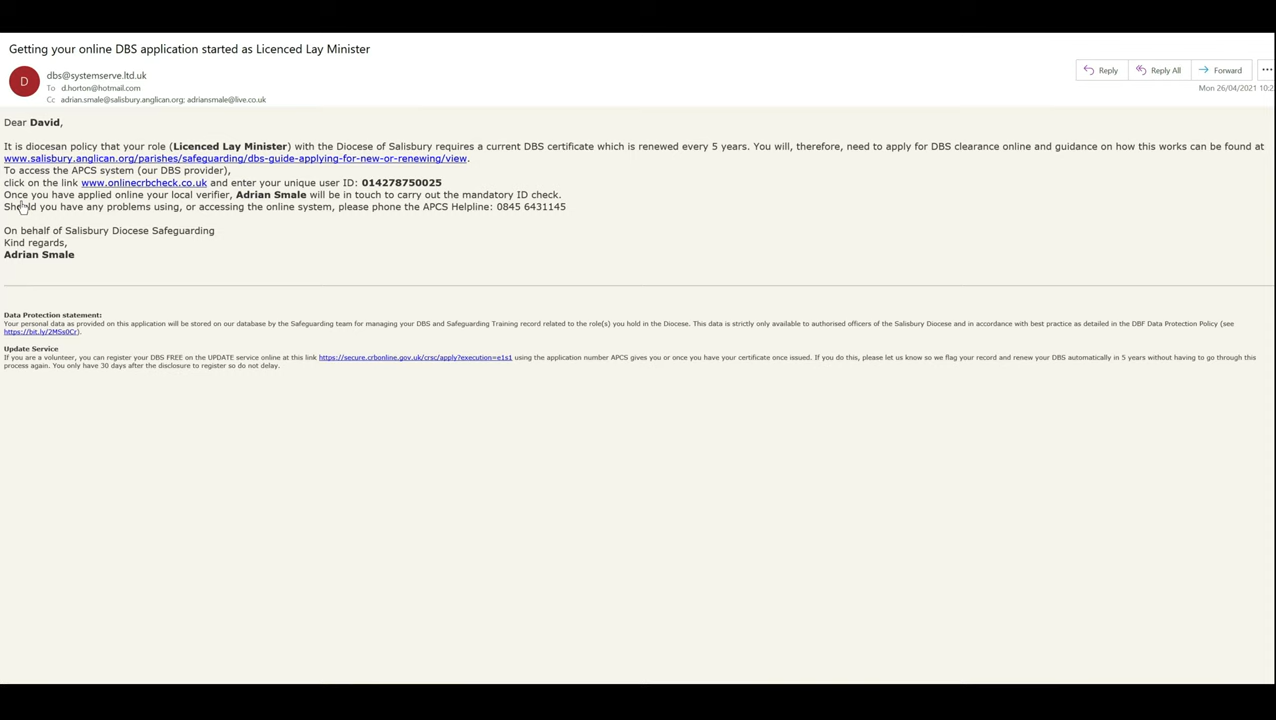 Getting your online DBS application started as Licenced Lay Minister
D
dbs@systemserve.ltd.uk
To d.horton@hotmail.com
Cc adrian.smale@salisbury.anglican.org; adriansmale@live.co.uk
Reply
Reply All
Forward
Mon 26/04/2021 10:2
Dear David,
It is diocesan policy that your role (Licenced Lay Minister) with the Diocese of Salisbury requires a current DBS certificate which is renewed every 5 years. You will, therefore, need to apply for DBS clearance online and guidance on how this works can be found at
www.salisbury.anglican.org/parishes/safeguarding/dbs-guide-applying-for-new-or-renewing/view.
To access the APCS system (our DBS provider),
click on the link www.onlinecrbcheck.co.uk and enter your unique user ID: 014278750025
Once you have applied online your local verifier, Adrian Smale will be in touch to carry out the mandatory ID check.
Should you have any problems using, or accessing the online system, please phone the APCS Helpline: 0845 6431145
On behalf of Salisbury Diocese Safeguarding
Kind regards,
Adrian Smale
Data Protection statement:
Your personal data as provided on this application will be stored on our database by the Safeguarding team for managing your DBS and Safeguarding Training record related to the role(s) you hold in the Diocese. This data is strictly only available to authorised officers of the Salisbury Diocese and in accordance with best practice as detailed in the DBF Data Protection Policy (see
https://bit.ly/2MSs0Cr).
Update Service
If you are a volunteer, you can register your DBS FREE on the UPDATE service online at this link https://secure.crbonline.gov.uk/crsc/apply?execution=e1s1 using the application number APCS gives you or once you have your certificate once issued. If you do this, please let us know so we flag your record and renew your DBS automatically in 5 years without having to go through this
process again. You only have 30 days after the disclosure to register so do not delay.